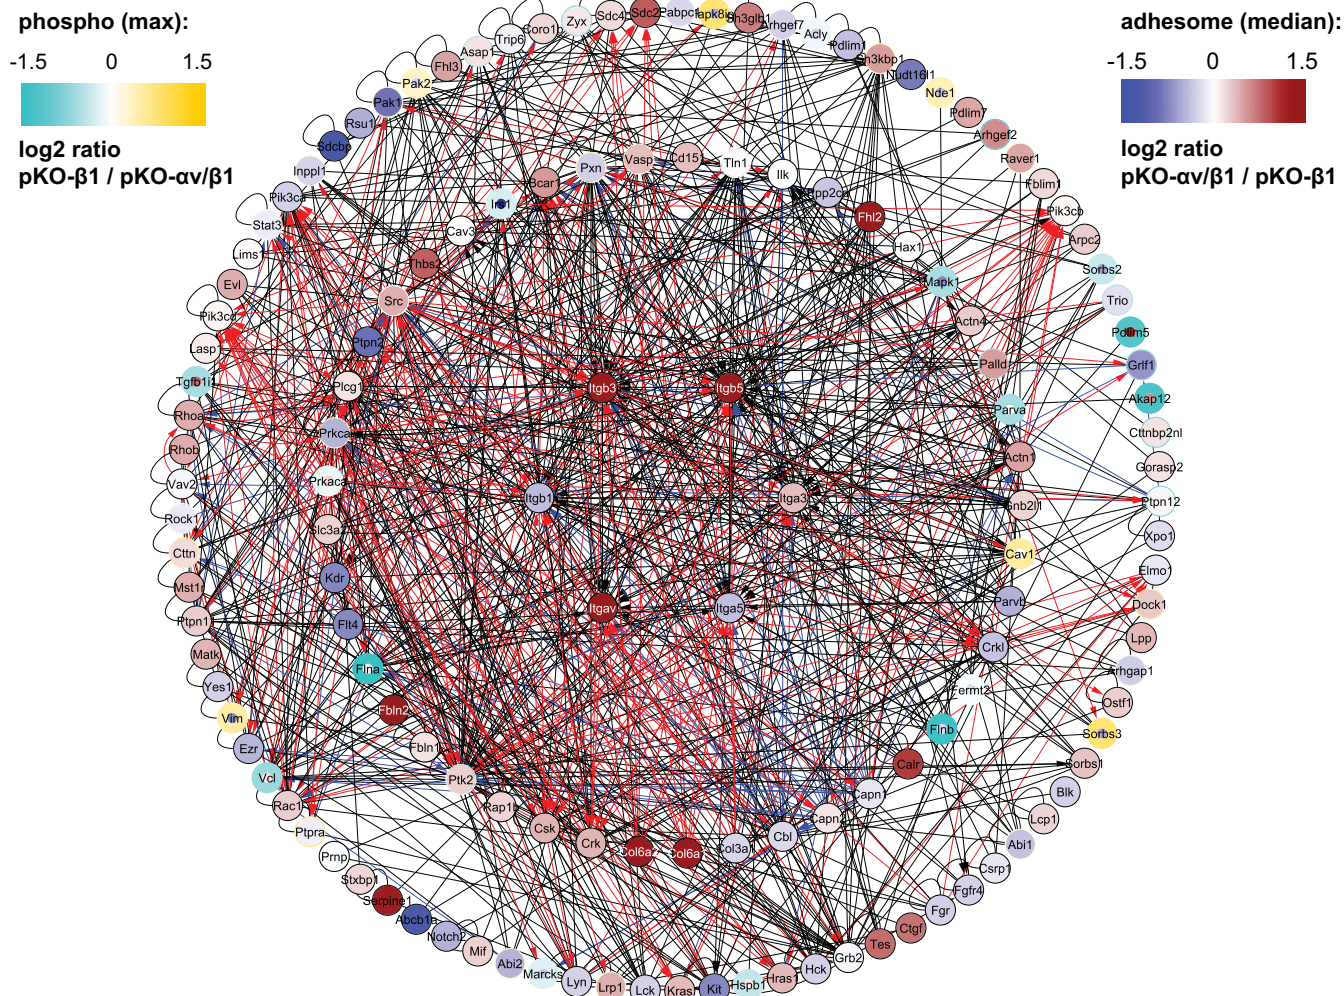 phospho (max):
-1.5 0 1.5
log2 ratio
pKO-β1 / pKO-αv/β1
adhesome (median):
-1.5 0 1.5
log2 ratio
pKO-αv/β1 / pKO-β1
Zyx
Sdc4
Sdc2
Pabpc1
Sh3glb1
Arhgef7
Acly
Pdlim1
Sh3kbp1
Nudt16l1
Pdlim7
Arhgef2
Raver1
Fblim1
Pik3cb
Arpc2
Sorbs2
Trio
Pdlim5
Grlf1
Akap12
Cttnbp2nl
Gorasp2
Ptpn12
Xpo1
Elmo1
Dock1
Lpp
Arhgap1
Ostf1
Sorbs3
Sorbs1
Blk
Lcp1
Abi1
Csrp1
Fgfr4
Fgr
Ctgf
Tes
Grb2
Hck
Hras1
Hspb1
Kit
Kras
Lck
Lrp1
Lyn
Marcks
Abi2
Mif
Notch2
Abcb1a
Serpine1
Stxbp1
Prnp
Ptpra
Rac1
Vcl
Ezr
Vim
Yes1
Matk
Ptpn1
Mst1r
Cttn
Rock1
Vav2
Rhob
Rhoa
Tgfb1i1
Lasp1
Pik3cd
Evl
Lims1
Stat3
Pik3ca
Inppl1
Sdcbp
Rsu1
Pak1
Pak2
Fhl3
Asap1
Trip6
Coro1
Bcar1
Pxn
Vasp
Cd15
Tln1
Ilk
Fhl2
Hax1
Mapk1
Actn4
Palld
Parva
Actn1
Gnb2l1
Cav1
Parvb
Crkl
Fermt2
Flnb
Calr
Capn1
Capn
Cbl
Col3a1
Col6a
Col6a2
Crk
Csk
Rap1b
Ptk2
Fbln1
Fbln2
Flna
Flt4
Kdr
Slc3a2
Prkaca
Prkca
Plcg1
Ptpn2
Src
Thbs2
Cav3
Irs1
Itgb3
Itgb5
Itgb1
Itga3
Itgav
Itga5